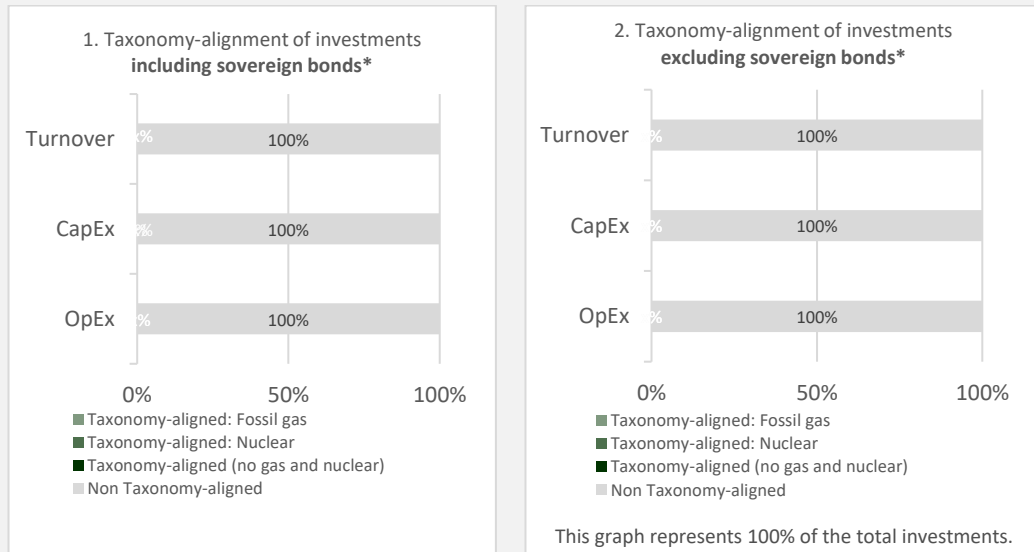 1. Taxonomy-alignment of investments
including sovereign bonds*
Turnover
100%
CapEx
100%
OpEx
100%
0% 50% 100%
Taxonomy-aligned: Fossil gas
Taxonomy-aligned: Nuclear
Taxonomy-aligned (no gas and nuclear)
Non Taxonomy-aligned
2. Taxonomy-alignment of investments
excluding sovereign bonds*
Turnover
100%
CapEx
100%
OpEx
100%
0% 50% 100%
Taxonomy-aligned: Fossil gas
Taxonomy-aligned: Nuclear
Taxonomy-aligned (no gas and nuclear)
Non Taxonomy-aligned
This graph represents 100% of the total investments.